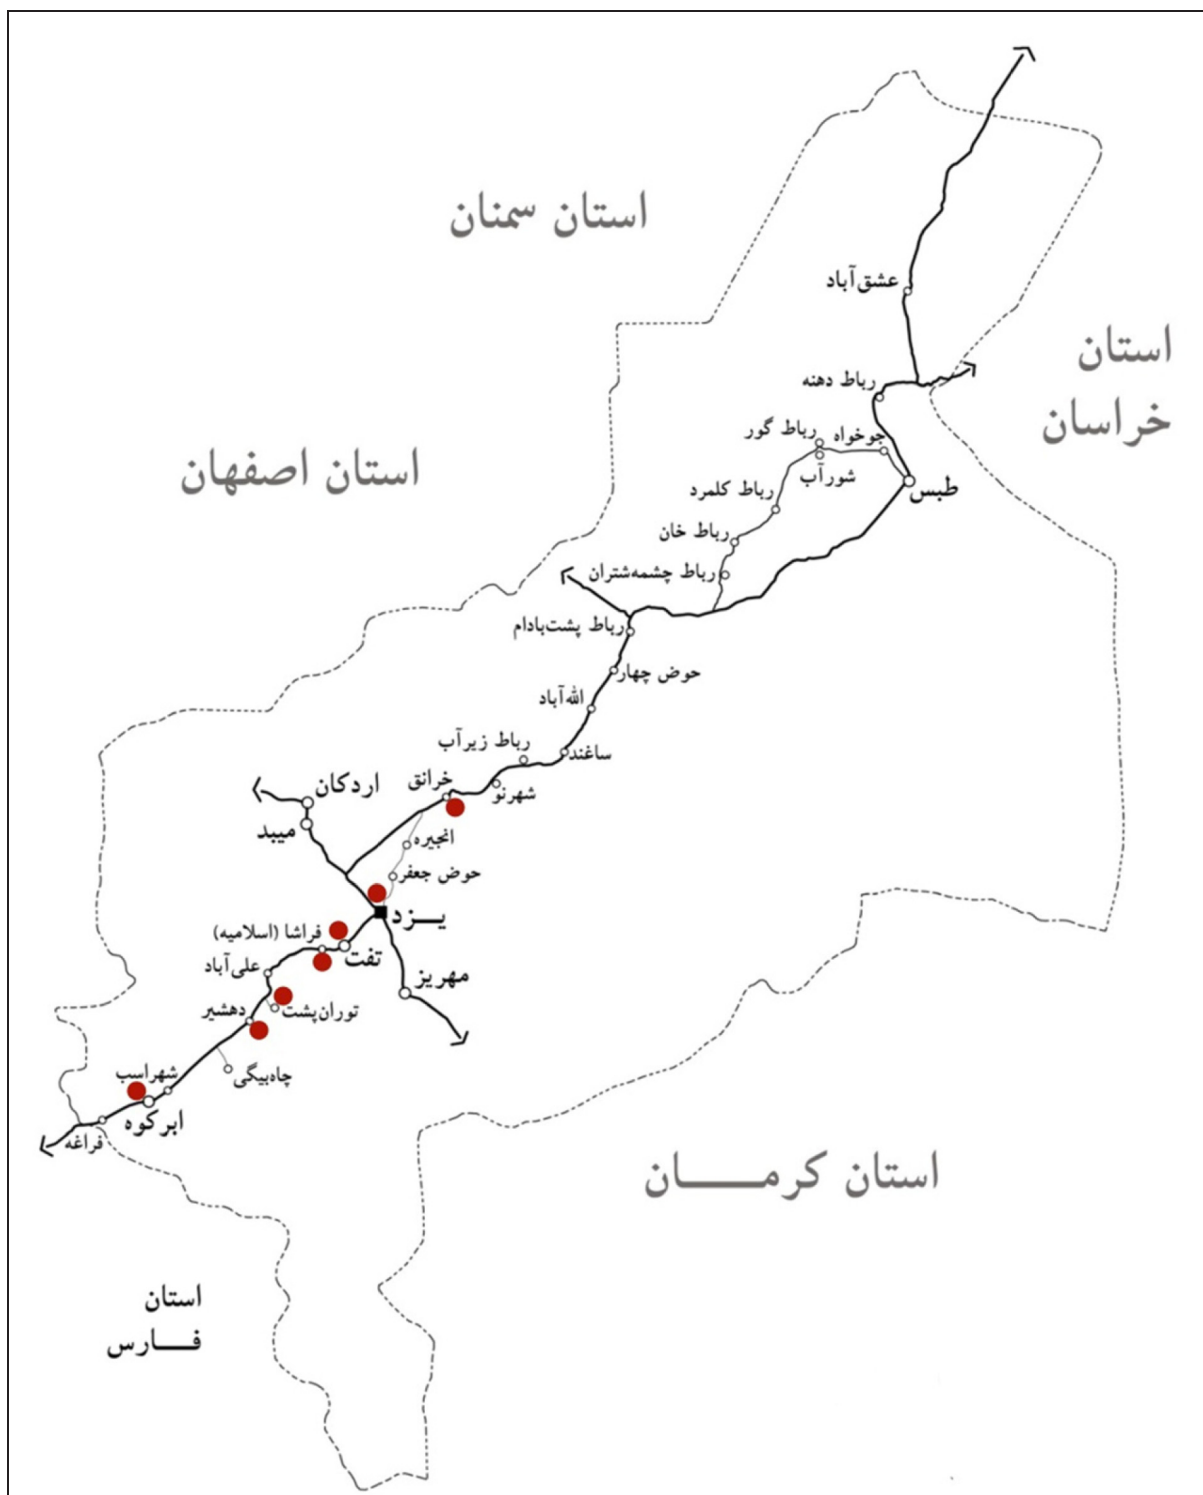 استان سمنان
عشق‌آباد
استان
خراسان
رباط دهنه
رباط گور
جوخواه
استان اصفهان
شورآب
طبس
رباط کلمرد
رباط خان
رباط چشمه‌شتران
رباط پشت‌بادام
حوض چهار
الله‌آباد
رباط زیرآب
ساغند
خرانق
شهرنو
اردکان
میبد
انجیره
حوض جعفر
یـــزد
فراشا (اسلامیه)
تفت
علی‌آباد
مهریز
توران‌پشت
دهشیر
شهراسب
چاه‌بیگی
ابرکوه
فراغه
استان کرمـــــان
استان
فـــارس